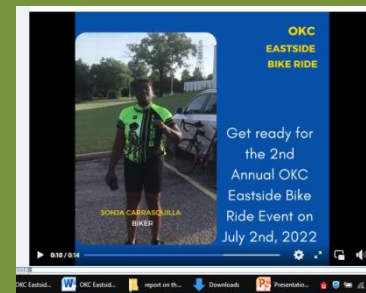 OKC
EASTSIDE
BIKE RIDE
Get ready for
the 2nd
Annual OKC
Eastside Bike
Ride Event on
July 2nd, 2022
SONJA CARRASQUILLA
BIKER
0:10 / 0:14
OKC Eastsid...
OKC Eastsid...
report on th...
Downloads
Presentatio...